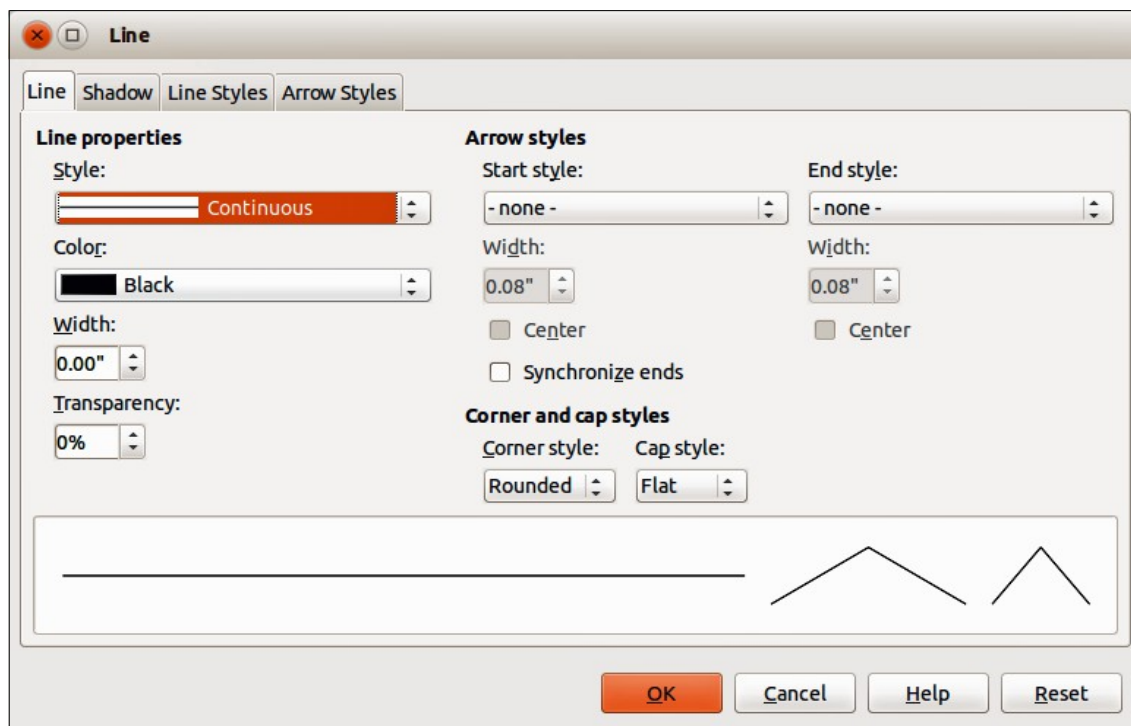 Line
Line Shadow Line Styles Arrow Styles
Line properties
Style:
Continuous
Color:
Black
Width:
0.00"
Transparency:
0%
Arrow styles
Start style:
- none -
Width:
0.08"
Center
Synchronize ends
End style:
- none -
Width:
0.08"
Center
Corner and cap styles
Corner style: Cap style:
Rounded Flat
OK Cancel Help Reset